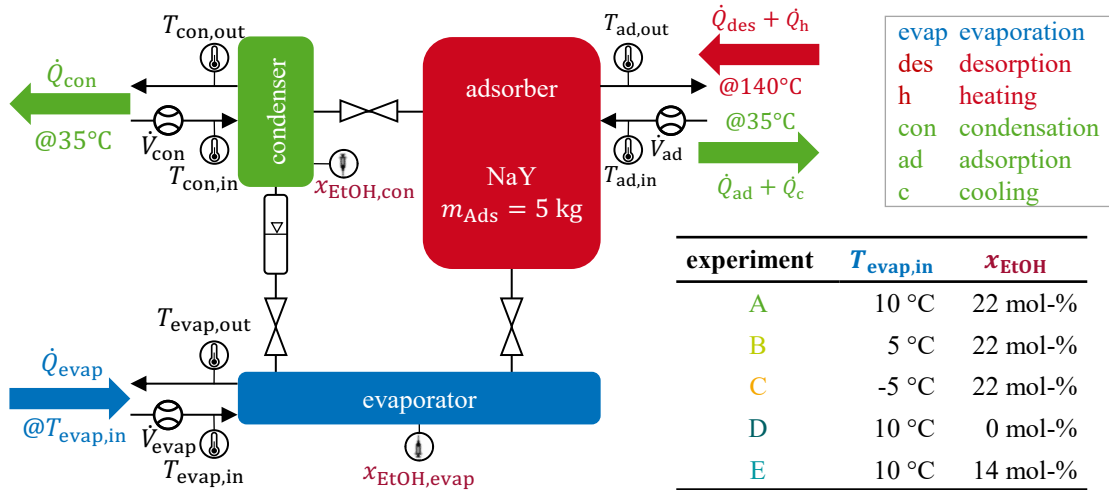 T_con,out
Q̇_con
@35°C
V̇_con
T_con,in
condenser
x_EtOH,con
adsorber
NaY
m_Ads = 5 kg
T_ad,out
Q̇_des + Q̇_h
@140°C
@35°C
V̇_ad
T_ad,in
Q̇_ad + Q̇_c
evap evaporation
des desorption
h heating
con condensation
ad adsorption
c cooling
T_evap,out
Q̇_evap
@T_evap,in
V̇_evap
T_evap,in
evaporator
x_EtOH,evap
experiment T_evap,in x_EtOH
A 10 °C 22 mol-%
B 5 °C 22 mol-%
C -5 °C 22 mol-%
D 10 °C 0 mol-%
E 10 °C 14 mol-%